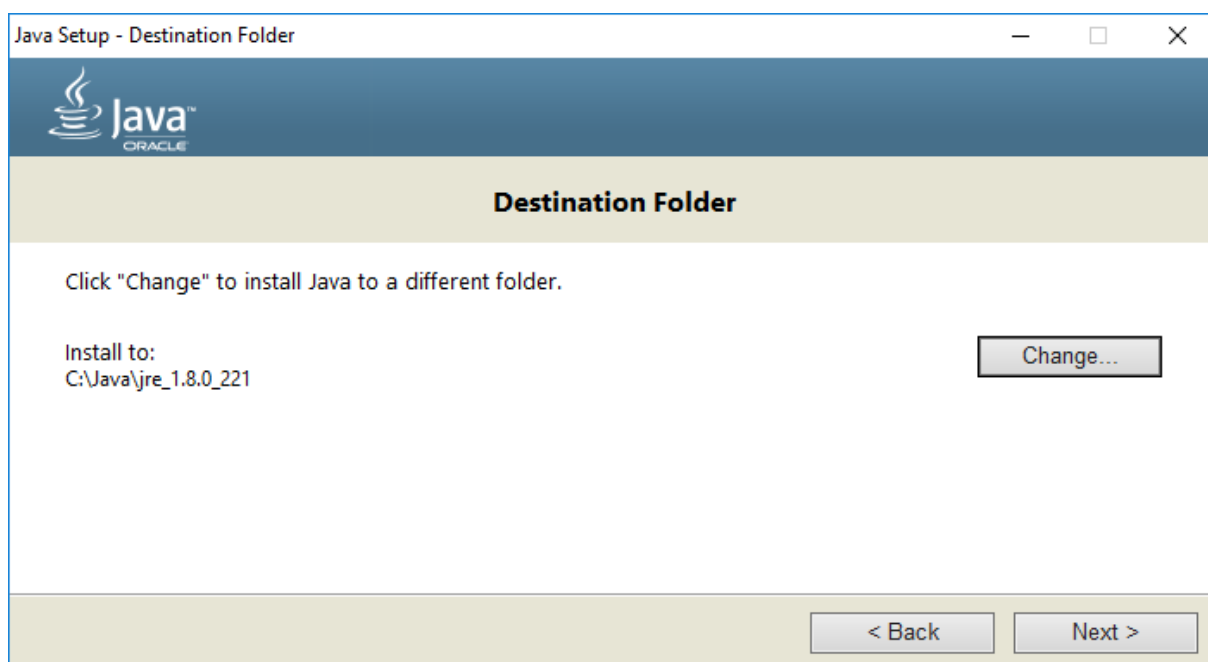 Java Setup - Destination Folder
Java™
ORACLE
Destination Folder
Click "Change" to install Java to a different folder.
Install to:
Change...
C:\Java\jre_1.8.0_221
< Back
Next >